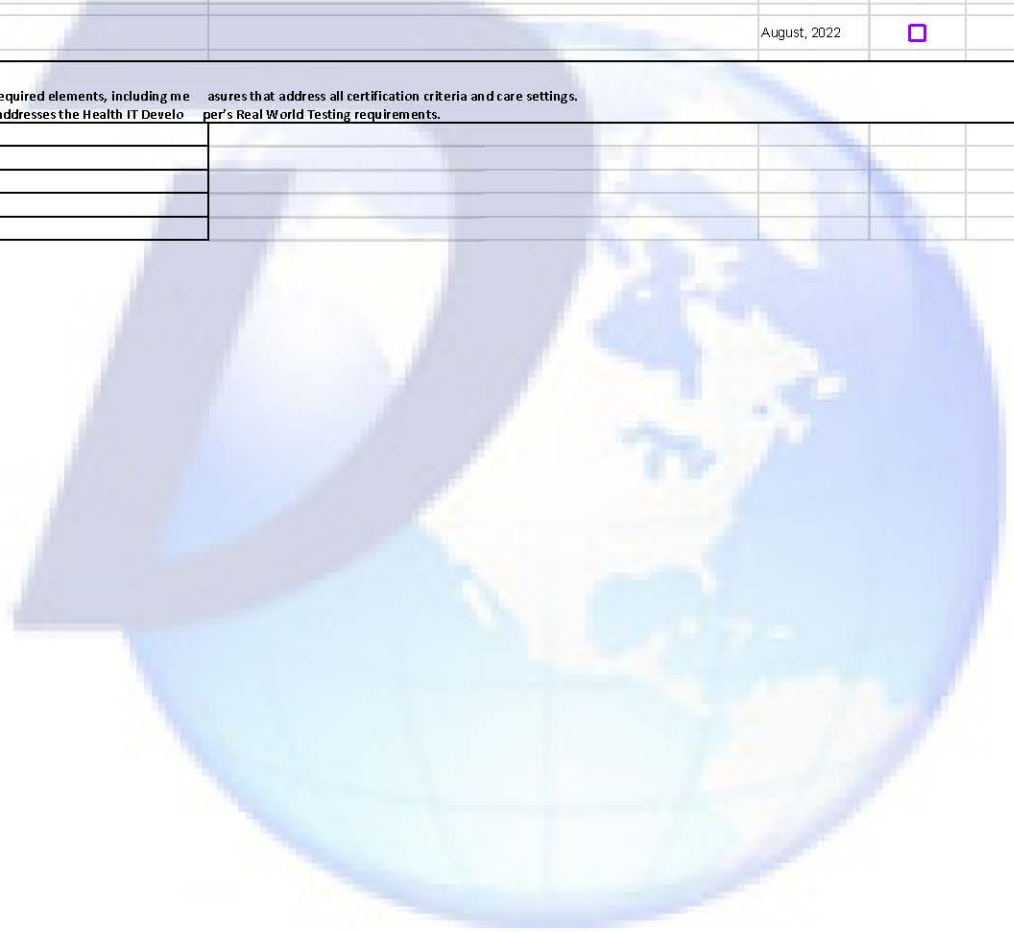 August, 2022
equired elements, including me asures that address all certification criteria and care settings.
addresses the Health IT Develo per's Real World Testing requirements.